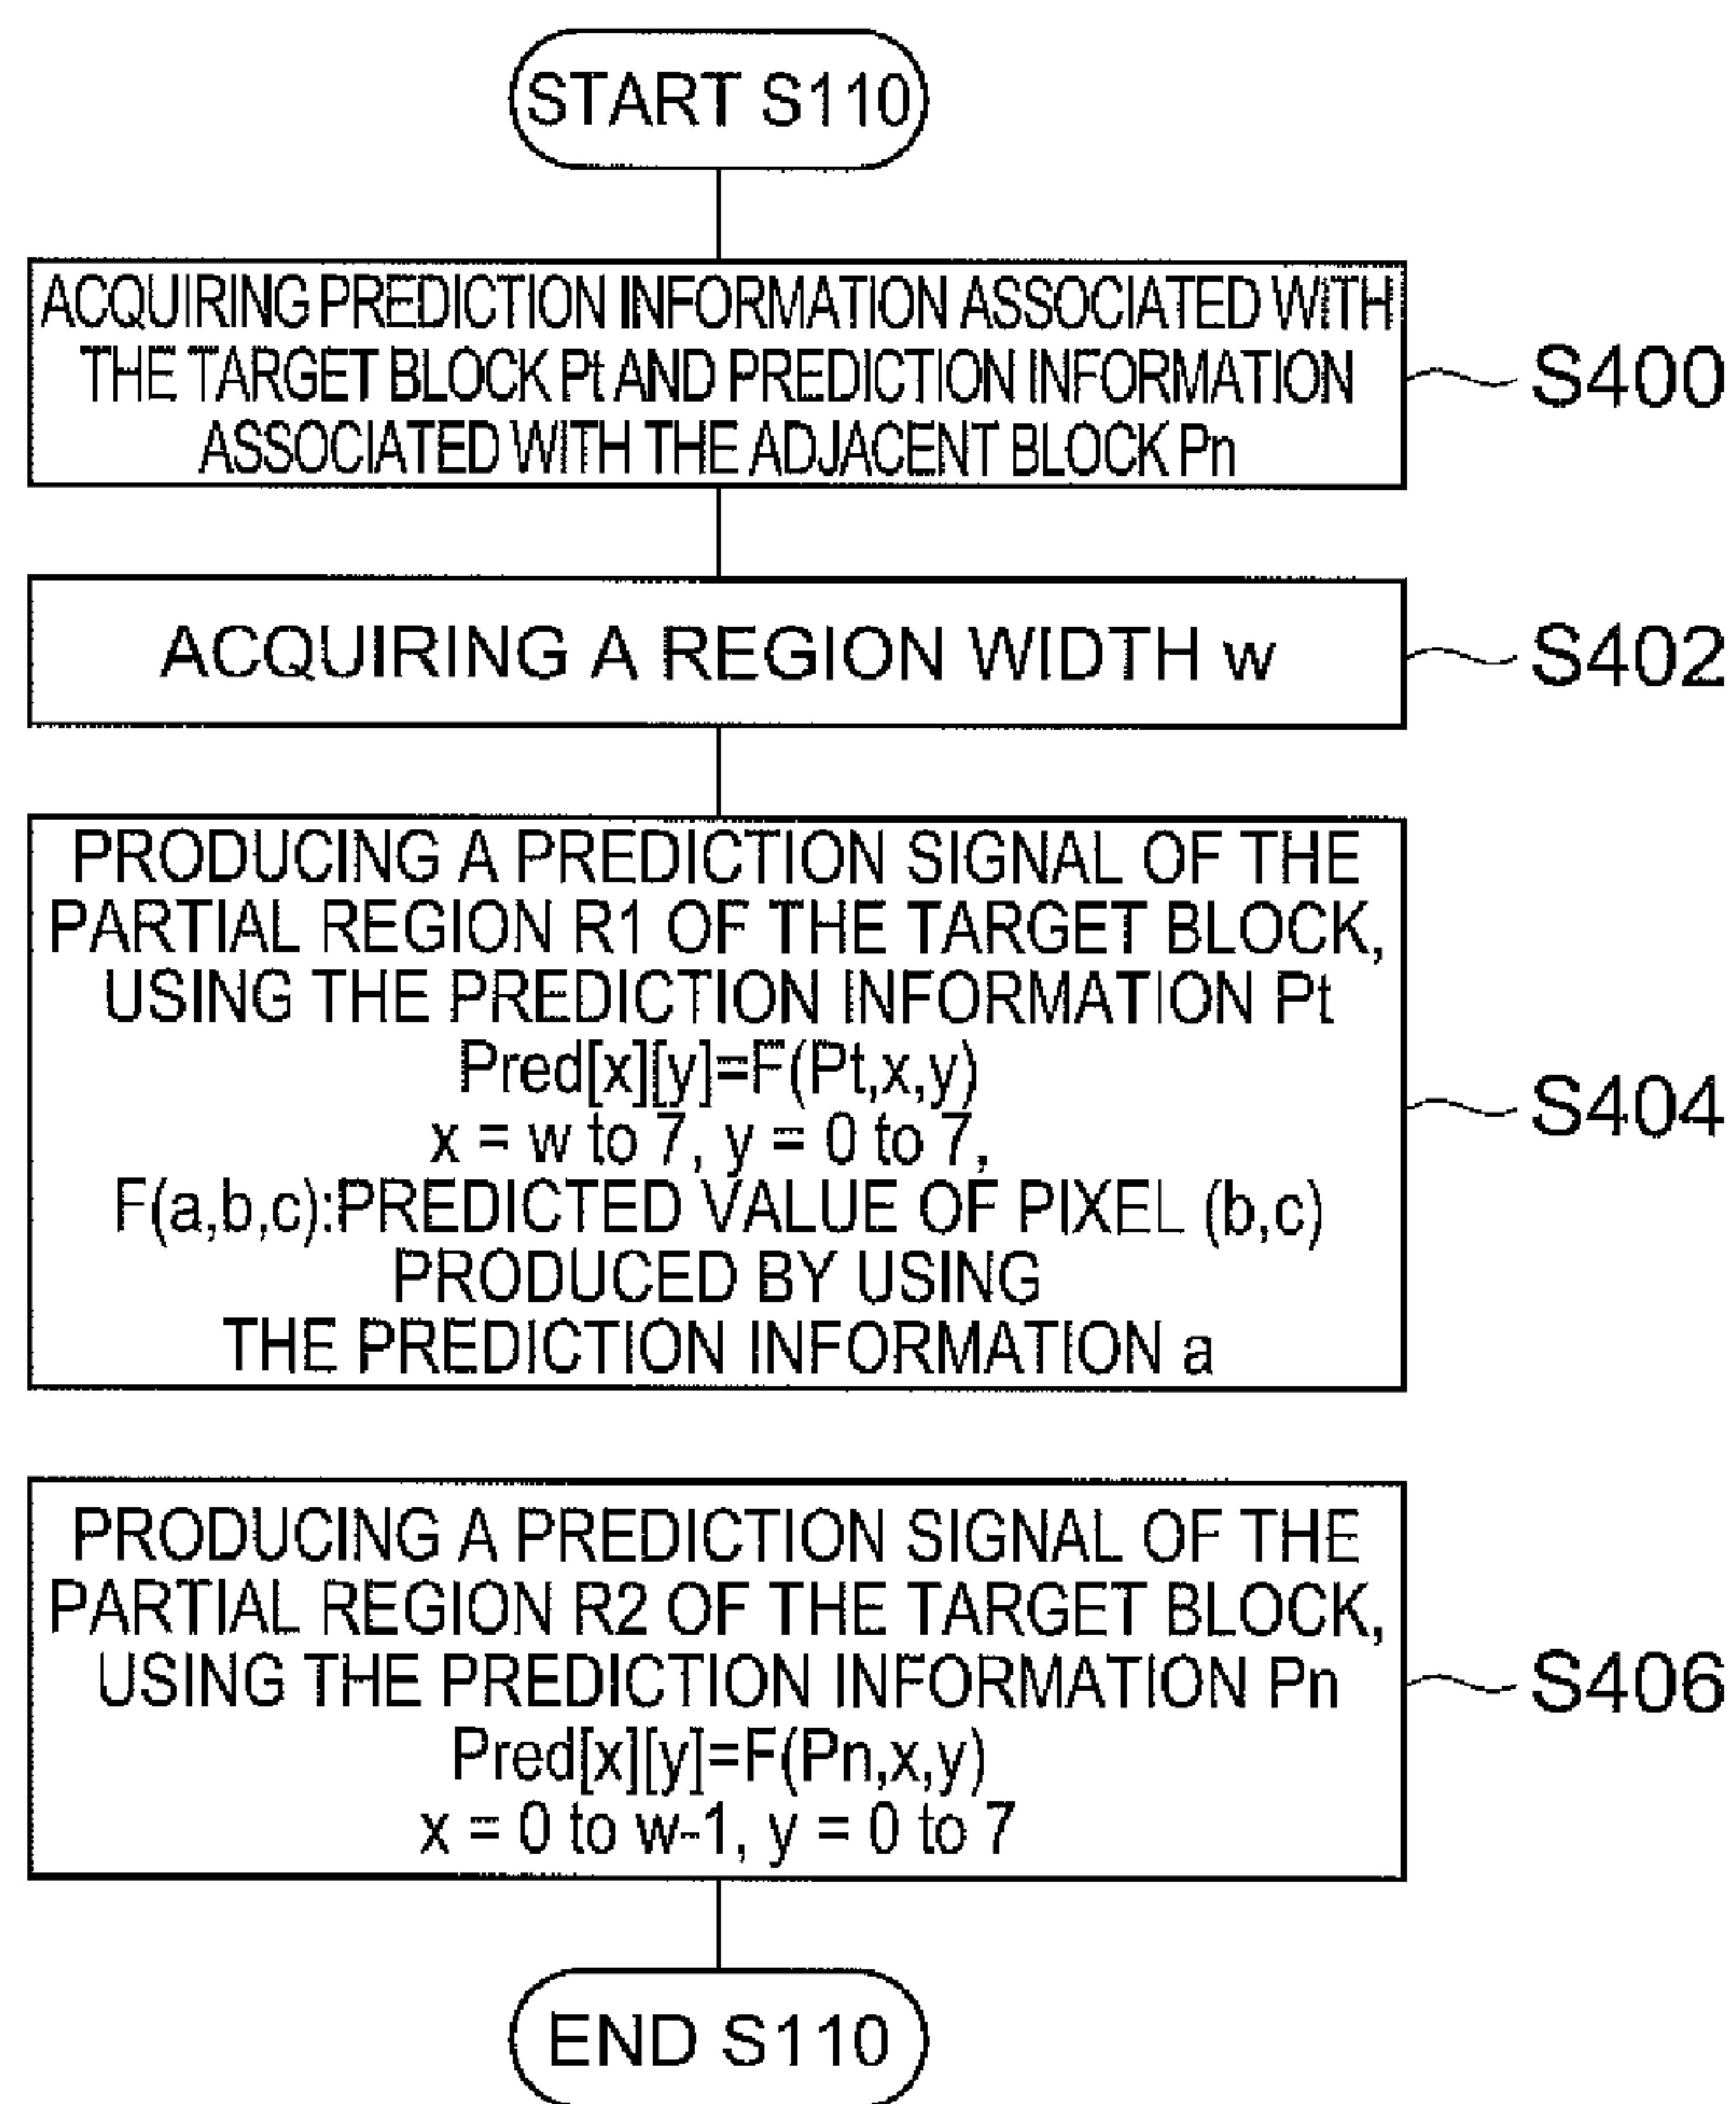 START S110
ACQUIRING PREDICTION INFORMATION ASSOCIATED WITH
THE TARGET BLOCK Pt AND PREDICTION INFORMATION
ASSOCIATED WITH THE ADJACENT BLOCK Pn
S400
ACQUIRING A REGION WIDTH w
S402
PRODUCING A PREDICTION SIGNAL OF THE
PARTIAL REGION R1 OF THE TARGET BLOCK,
USING THE PREDICTION INFORMATION Pt
Pred[x][y]=F(Pt,x,y)
x = w to 7, y = 0 to 7,
F(a,b,c):PREDICTED VALUE OF PIXEL (b,c)
PRODUCED BY USING
THE PREDICTION INFORMATION a
S404
PRODUCING A PREDICTION SIGNAL OF THE
PARTIAL REGION R2 OF THE TARGET BLOCK,
USING THE PREDICTION INFORMATION Pn
Pred[x][y]=F(Pn,x,y)
x = 0 to w-1, y = 0 to 7
S406
END S110